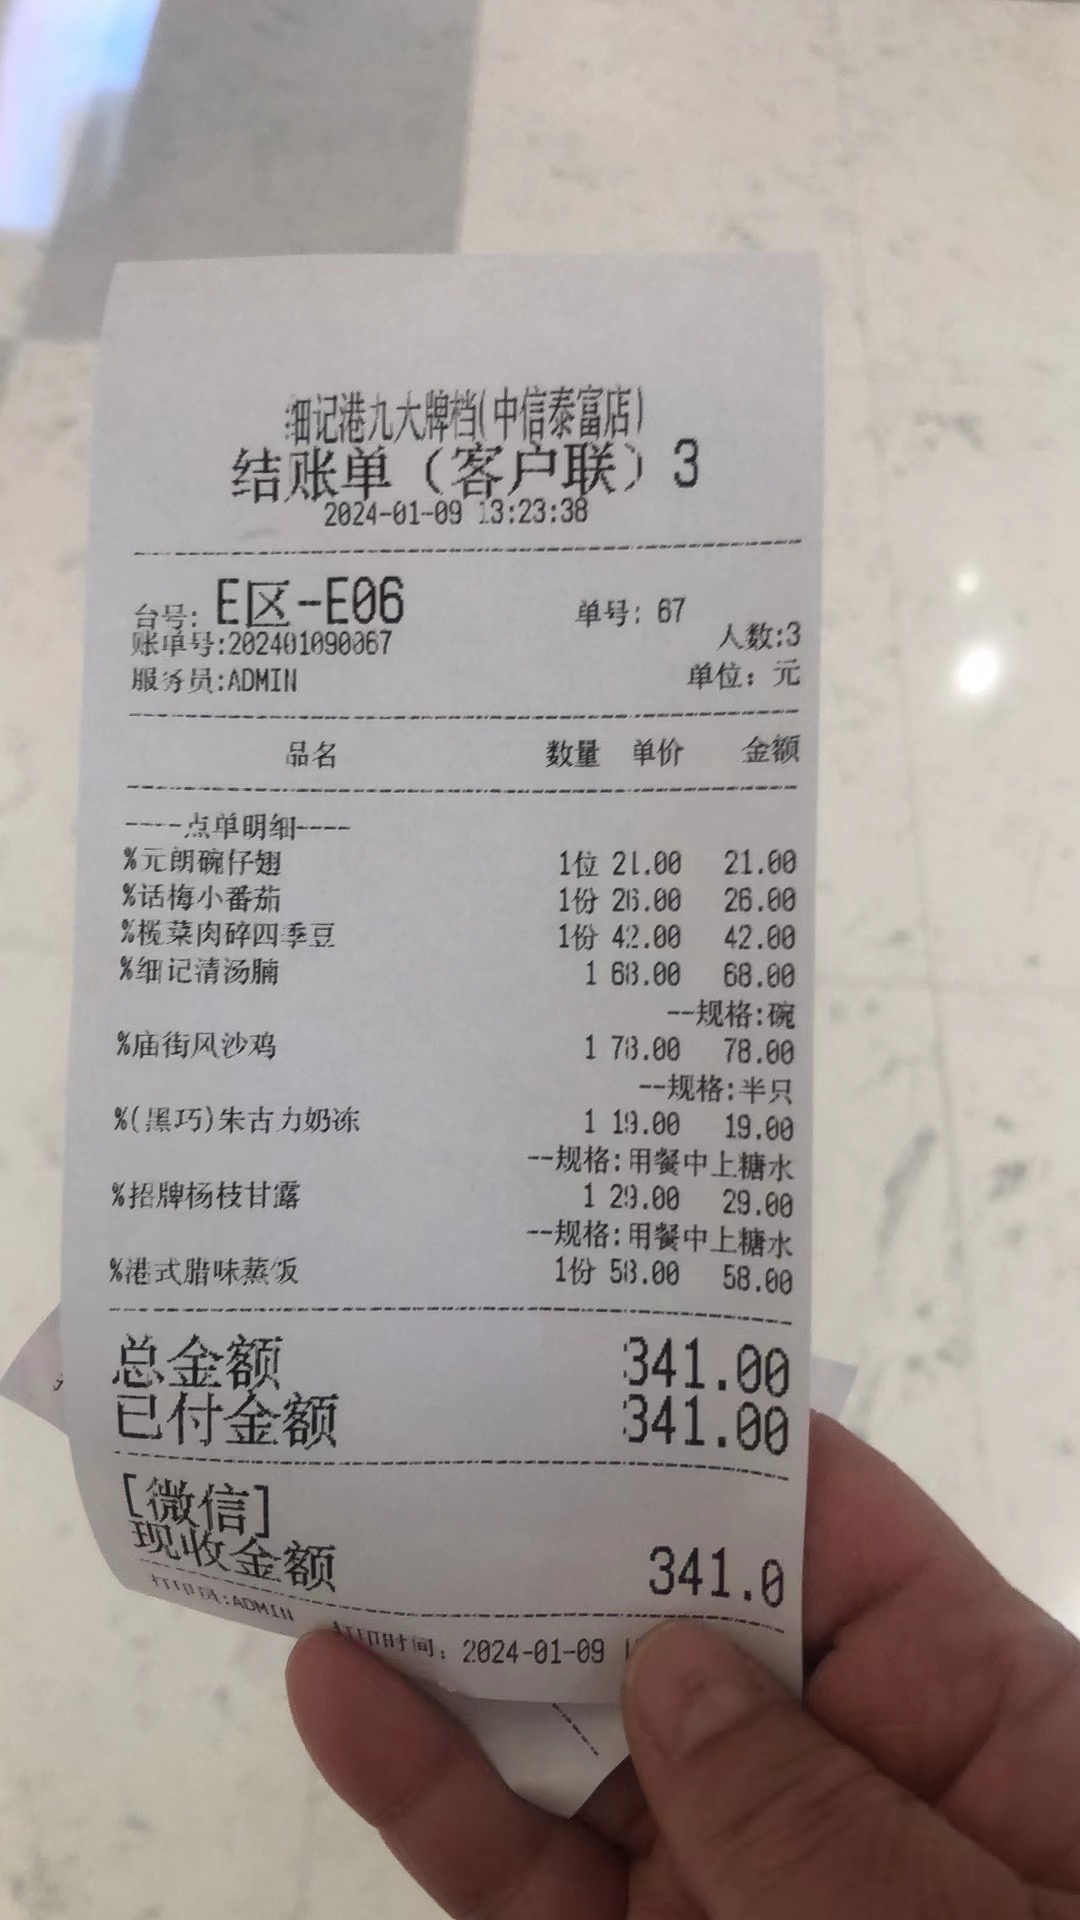 细记港九大牌档(中信泰富店)
结账单（客户联）3
2024-01-09 13:23:38
台号: E区-E06 单号: 67
账单号:202401090067 人数:3
服务员:ADMIN 单位: 元
品名 数量 单价 金额
----点单明细----
%元朗碗仔翅 1位 21.00 21.00
%话梅小番茄 1份 26.00 26.00
%榄菜肉碎四季豆 1份 42.00 42.00
%细记清汤腩 1 68.00 68.00
--规格:碗
%庙街风沙鸡 1 78.00 78.00
--规格:半只
%(黑巧)朱古力奶冻 1 19.00 19.00
--规格:用餐中上糖水
%招牌杨枝甘露 1 29.00 29.00
--规格:用餐中上糖水
%港式腊味蒸饭 1份 58.00 58.00
总金额 341.00
已付金额 341.00
[微信]
现收金额 341.0
:ADMIN 打印时间: 2024-01-09